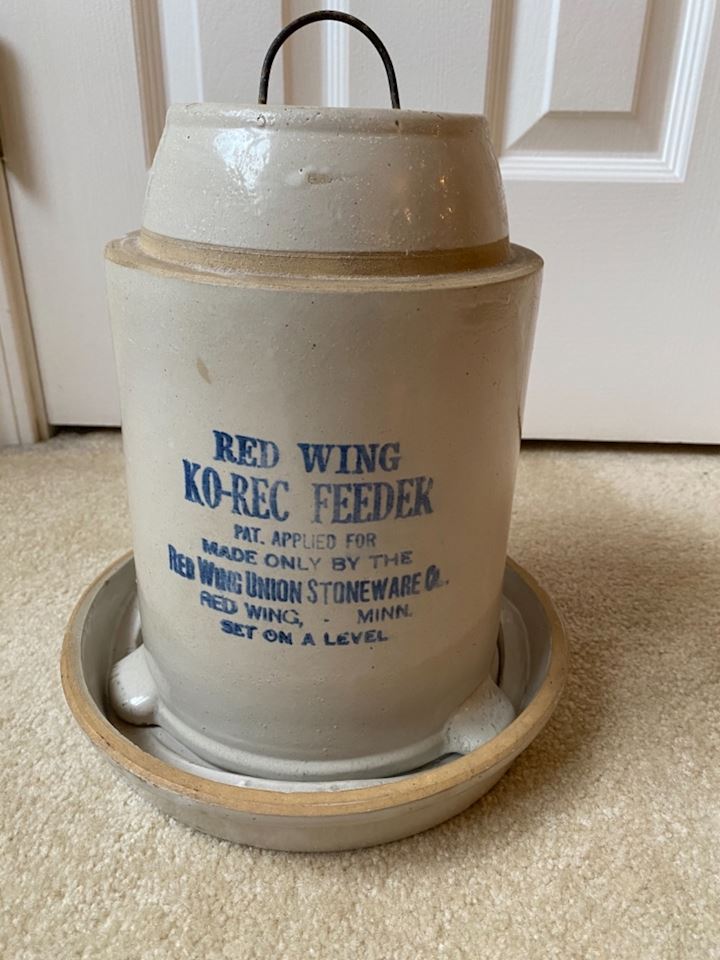 RED WING
KO-REC FEEDER
PAT. APPLIED FOR
MADE ONLY BY THE
RED WING UNION STONEWARE CO.
RED WING, - MINN.
SET ON A LEVEL